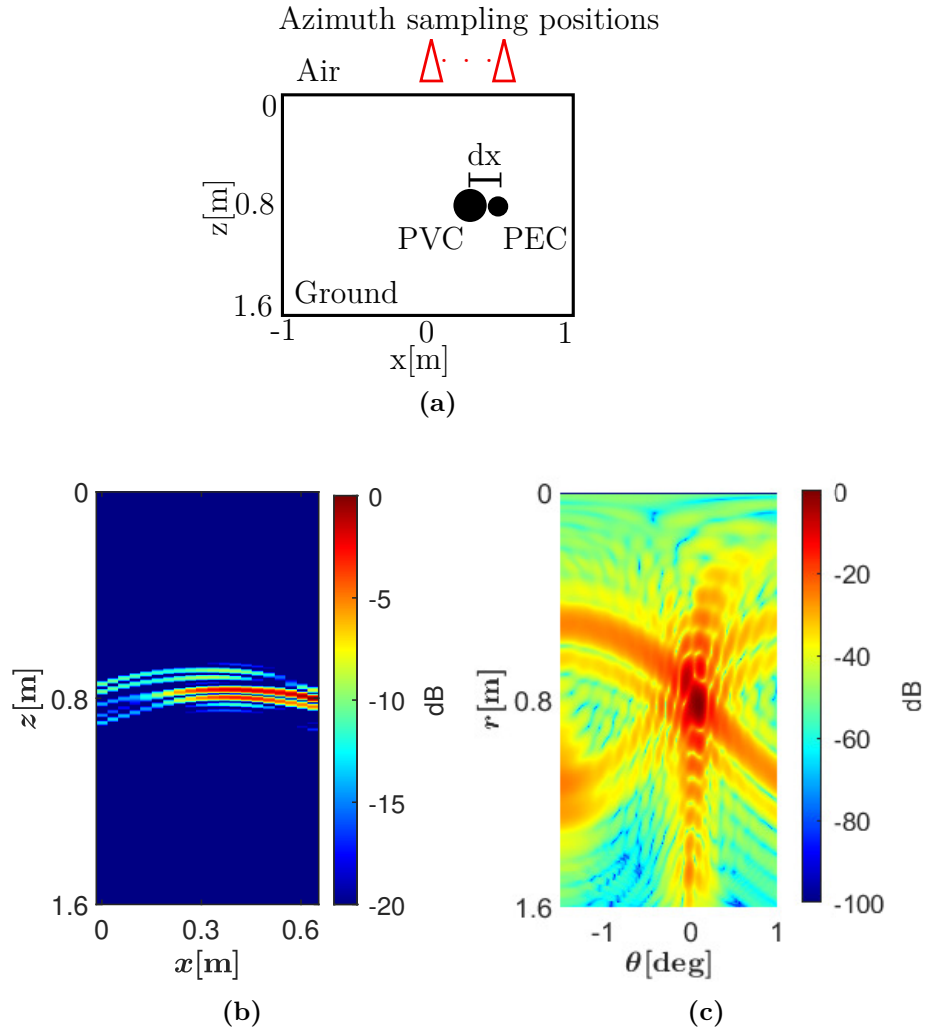 Azimuth sampling positions
Air
0
dx
z[m]
0.8
PVC
PEC
Ground
1.6
-1
0
1
x[m]
(a)
0
0.8
1.6
z[m]
0
0.3
0.6
x[m]
0
-5
-10
-15
-20
dB
(b)
0
0.8
1.6
r[m]
-1
0
1
θ[deg]
0
-20
-40
-60
-80
-100
dB
(c)